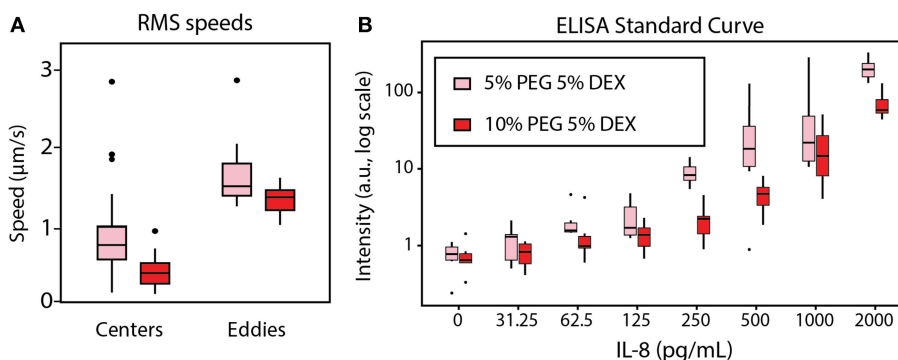 A
RMS speeds
Speed (μm/s)
3
2
1
0
Centers
Eddies
B
ELISA Standard Curve
5% PEG 5% DEX
10% PEG 5% DEX
Intensity (a.u., log scale)
100
10
1
0
31.25
62.5
125
250
500
1000
2000
IL-8 (pg/mL)